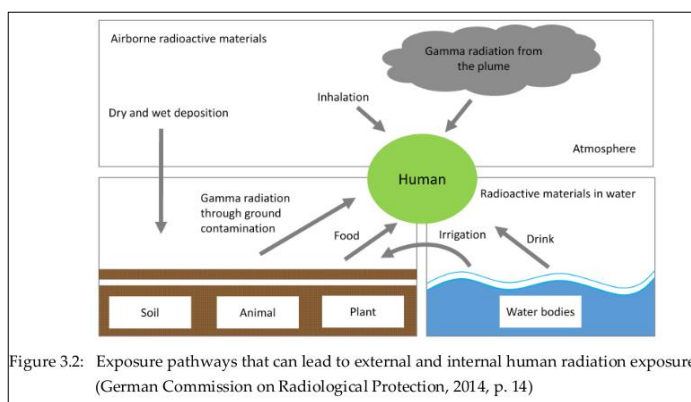 Airborne radioactive materials
Gamma radiation from
the plume
Inhalation
Dry and wet deposition
Atmosphere
Human
Gamma radiation
through ground
contamination
Radioactive materials in water
Food
Irrigation
Drink
Soil
Animal
Plant
Water bodies
Figure 3.2: Exposure pathways that can lead to external and internal human radiation exposure
(German Commission on Radiological Protection, 2014, p. 14)